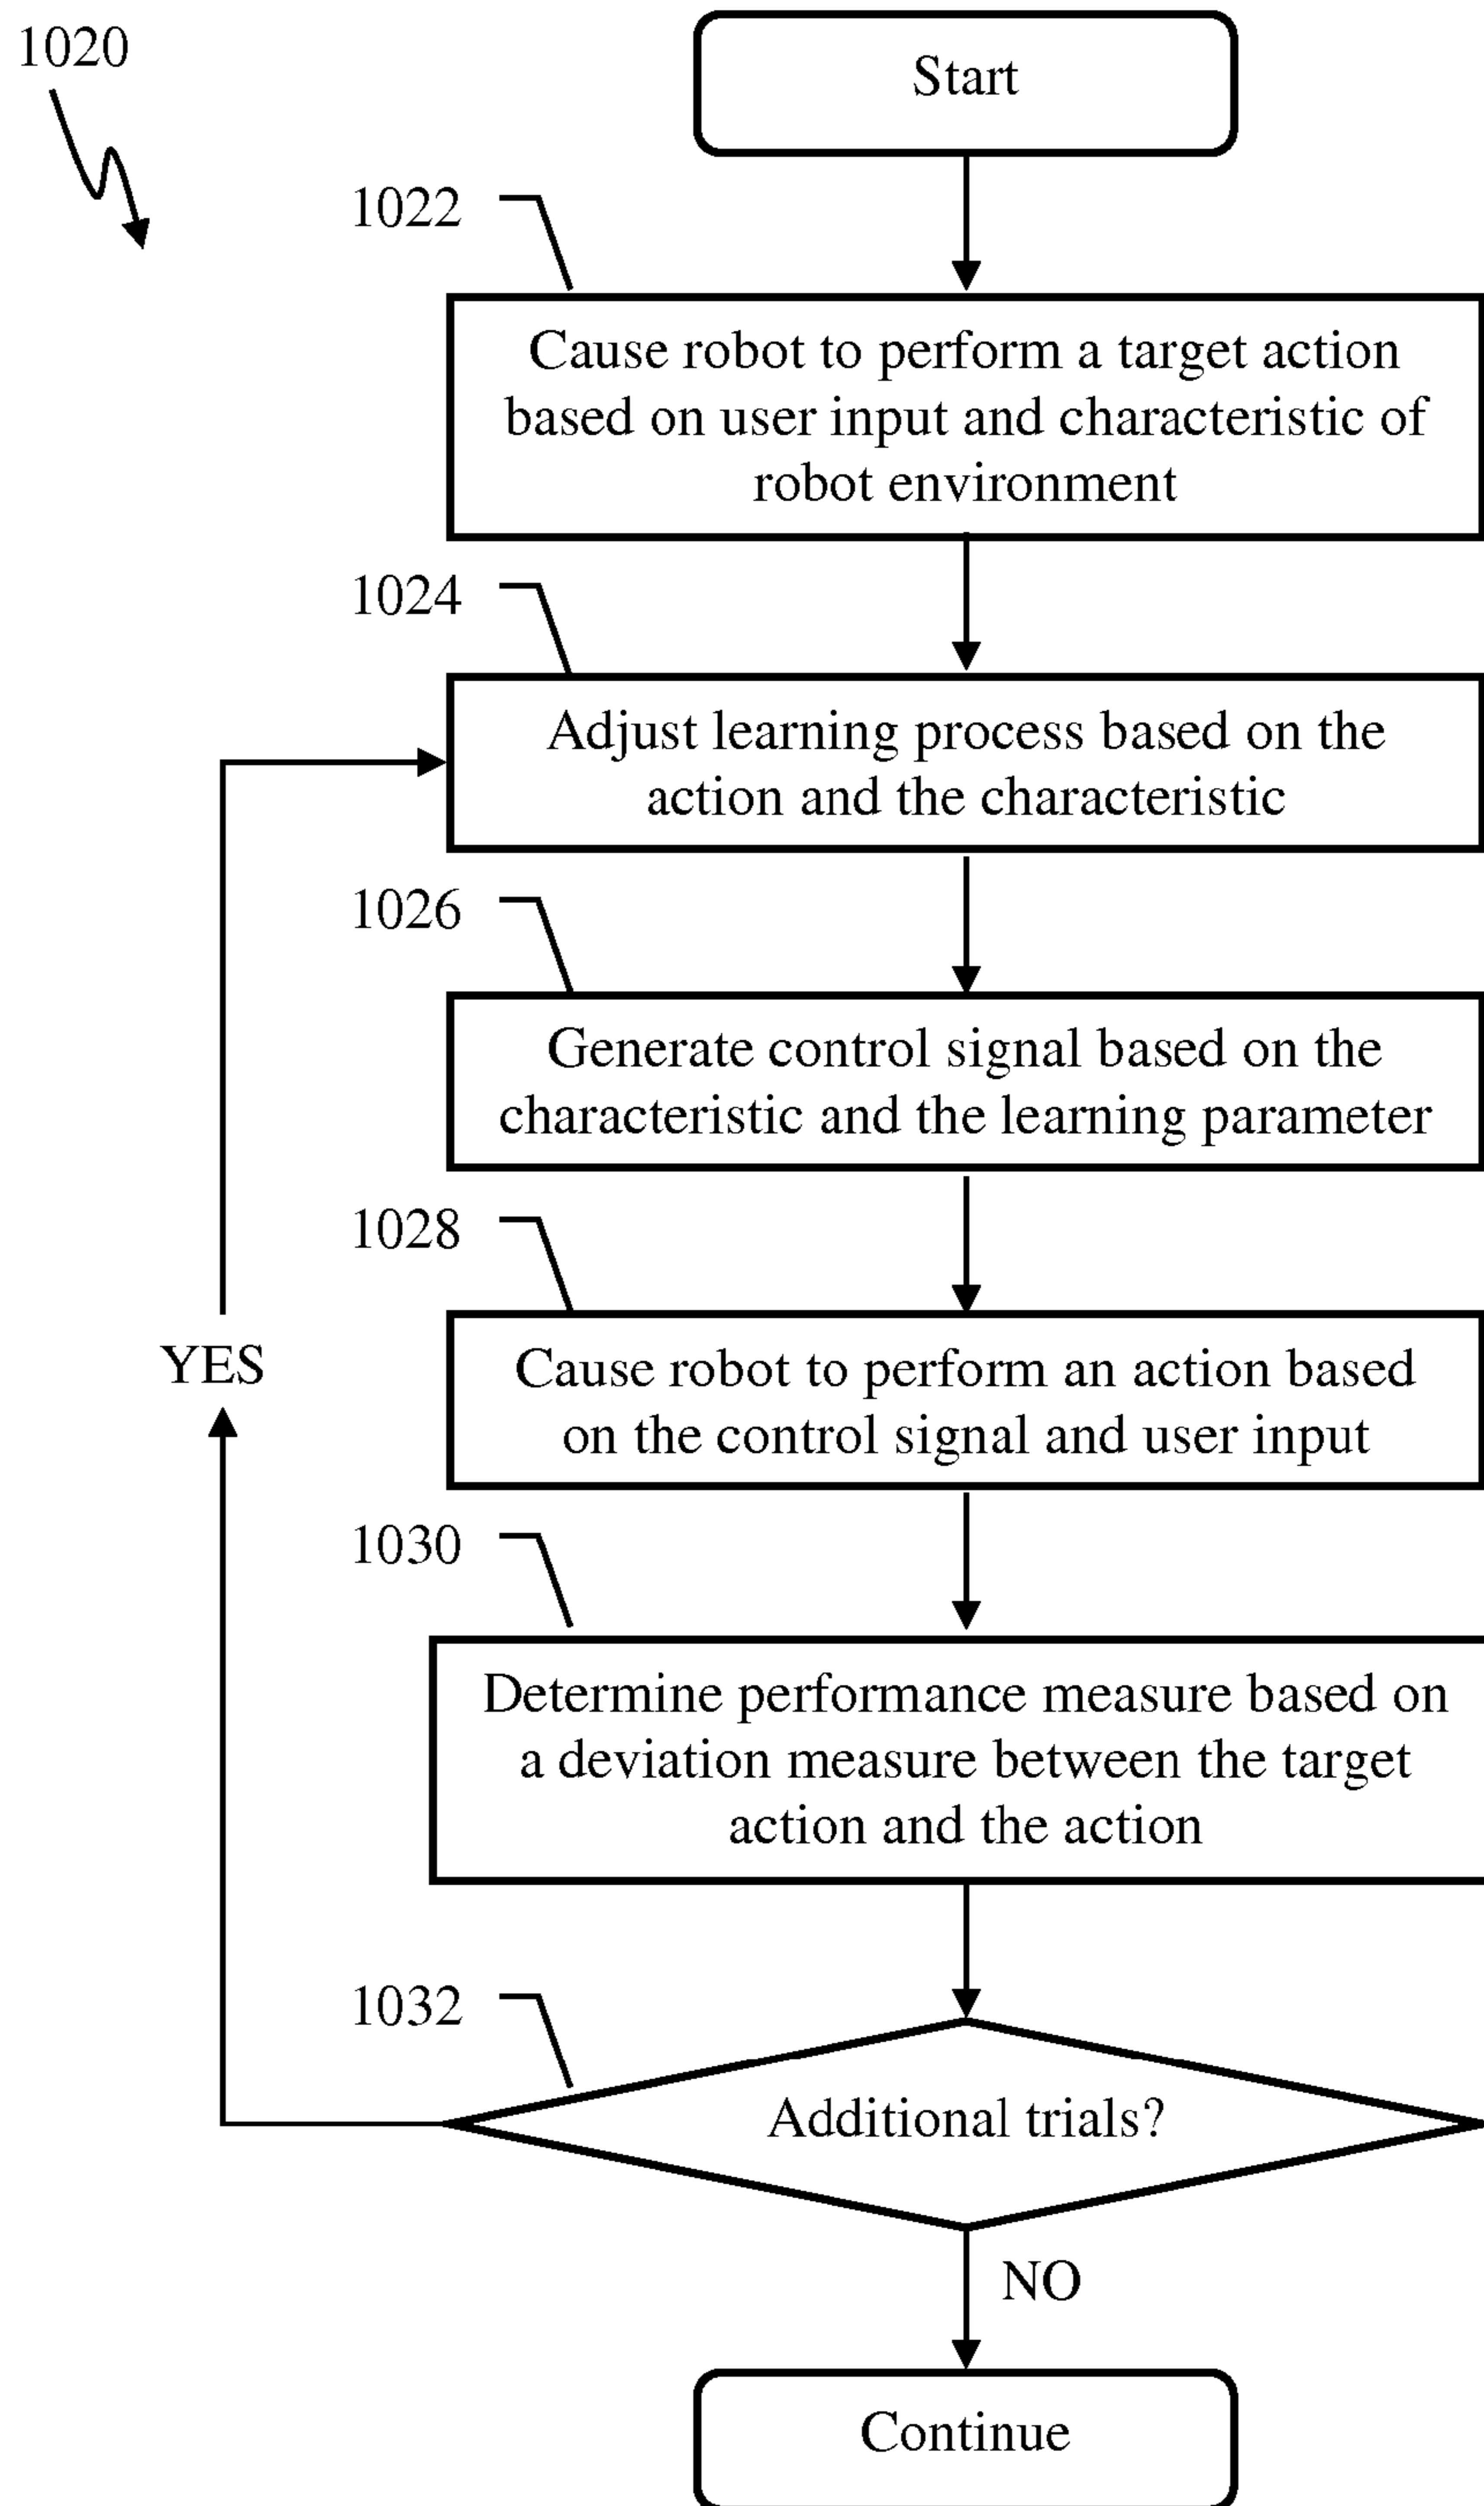 1020
Start
1022
Cause robot to perform a target action
based on user input and characteristic of
robot environment
1024
Adjust learning process based on the
action and the characteristic
1026
Generate control signal based on the
characteristic and the learning parameter
1028
Cause robot to perform an action based
on the control signal and user input
YES
1030
Determine performance measure based on
a deviation measure between the target
action and the action
1032
Additional trials?
NO
Continue